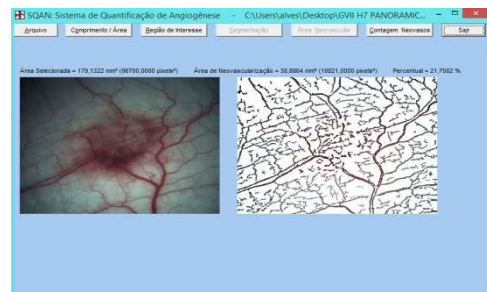 SQAN: Sistema de Quantificação de Angiogênese - C:\Users\alves\Desktop\GVII H7 PANORAMIC...
Arquivo Comprimento / Área Região de Interesse Segmentação Área Neovascular Contagem Neovasos Sair
Área Selecionada = 179,1322 mm² (86700,0000 pixels²) Área de Neovascularização = 38,8864 mm² (18821,0000 pixels²) Percentual = 21,7082 %